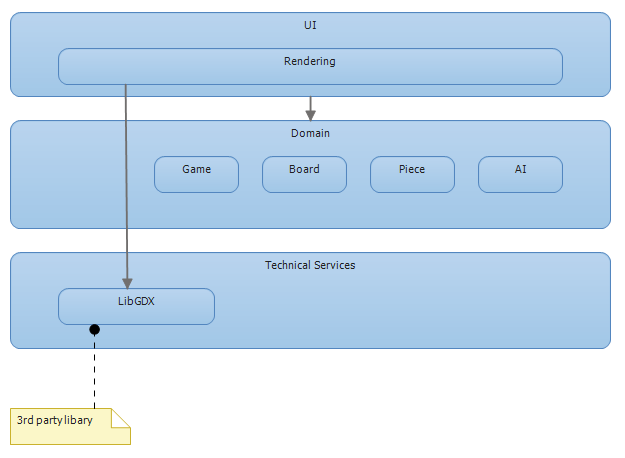 UI
Rendering
Domain
Game
Board
Piece
AI
Technical Services
LibGDX
3rd party libary